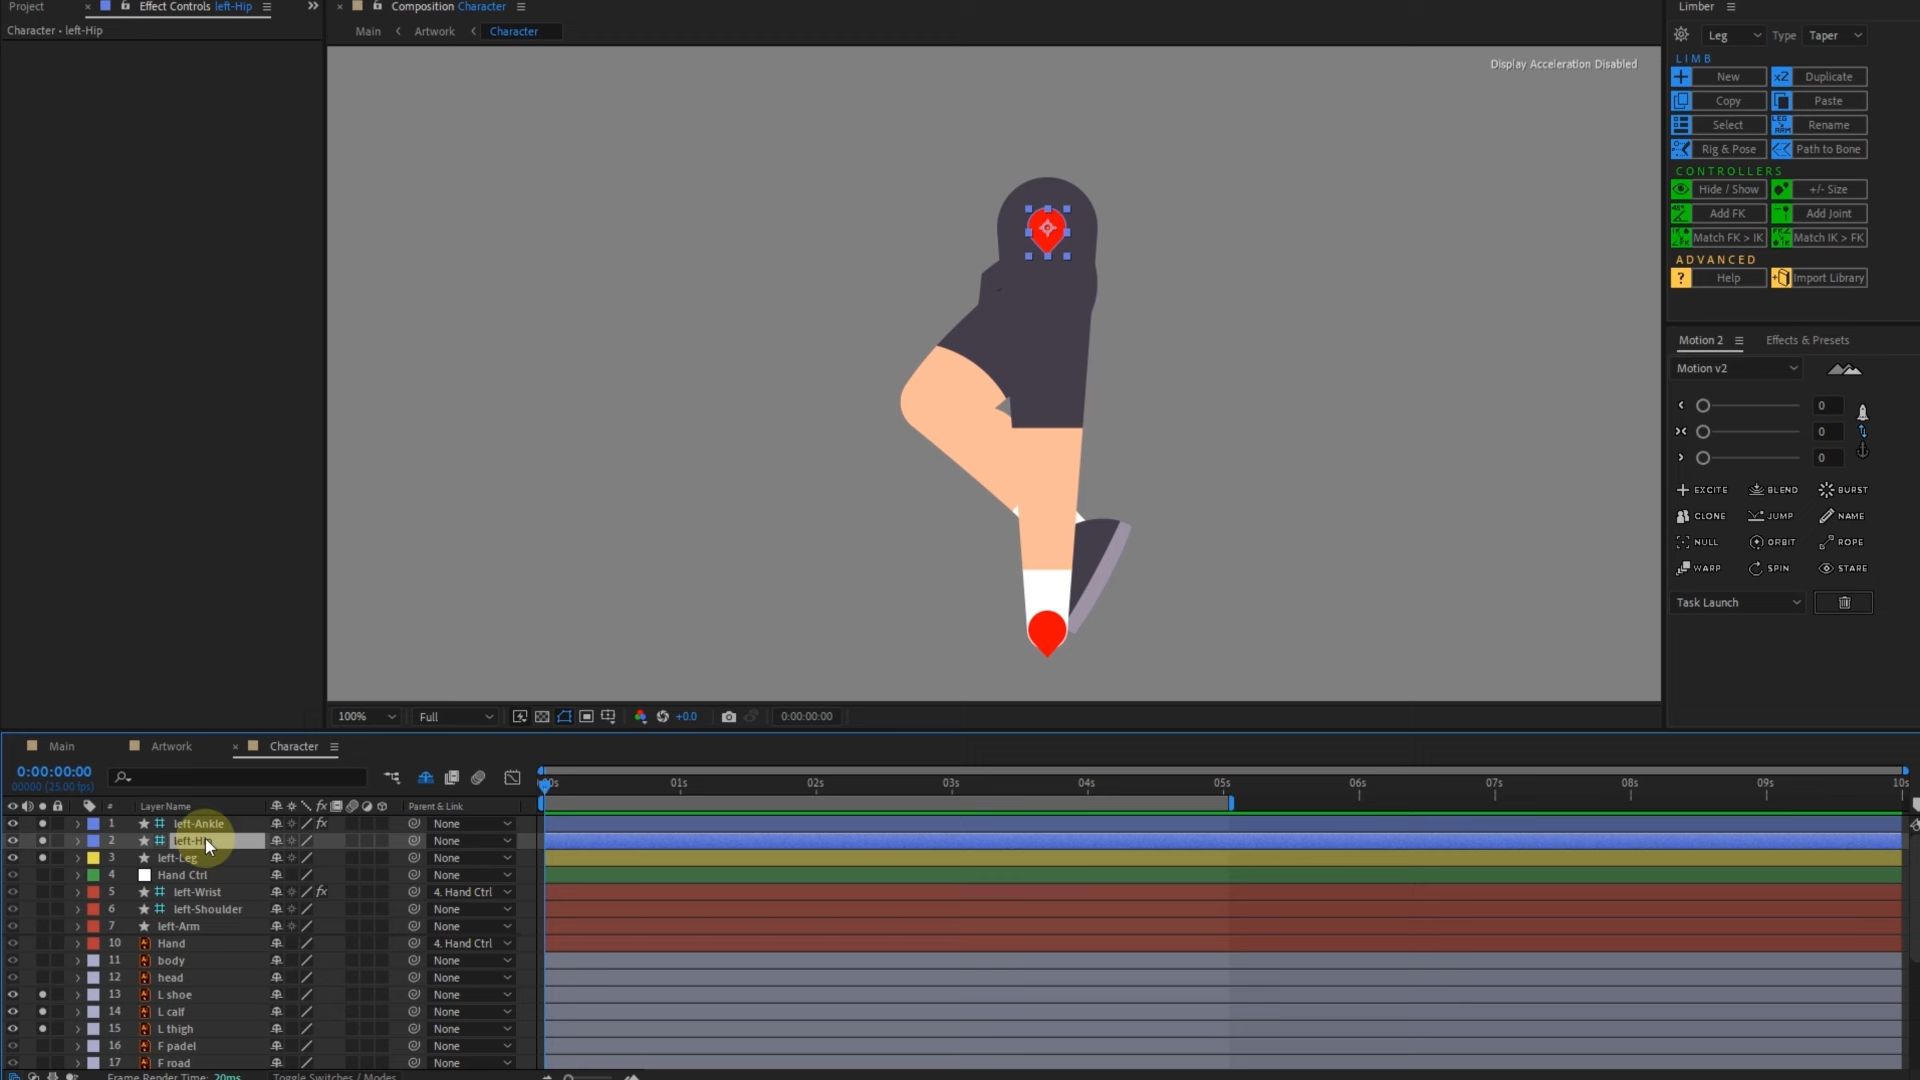 Project
Effect Controls left-Hip
Character • left-Hip
Composition Character
Main
Artwork
Character
Display Acceleration Disabled
100%
Full
+0.0
0:00:00:00
Limber
Leg
Type
Taper
LIMB
New
x2 Duplicate
Copy
Paste
Select
Rename
Rig & Pose
Path to Bone
CONTROLLERS
Hide / Show
+/- Size
Add FK
Add Joint
Match FK > IK
Match IK > FK
ADVANCED
? Help
Import Library
Motion 2
Effects & Presets
Motion v2
0
0
0
EXCITE
BLEND
BURST
CLONE
JUMP
NAME
NULL
ORBIT
ROPE
WARP
SPIN
STARE
Task Launch
Main
Artwork
Character
0:00:00:00
00000 (25.00 fps)
01s
02s
03s
04s
05s
06s
07s
08s
09s
10s
# Layer Name fx Parent & Link
1 left-Ankle fx None
2 left-Hip None
3 left-Leg None
4 Hand Ctrl None
5 left-Wrist fx 4. Hand Ctrl
6 left-Shoulder None
7 left-Arm None
10 Hand 4. Hand Ctrl
11 body None
12 head None
13 L shoe None
14 L calf None
15 L thigh None
16 F padel None
17 F road None
Frame Render Time: 20ms
Toggle Switches / Modes